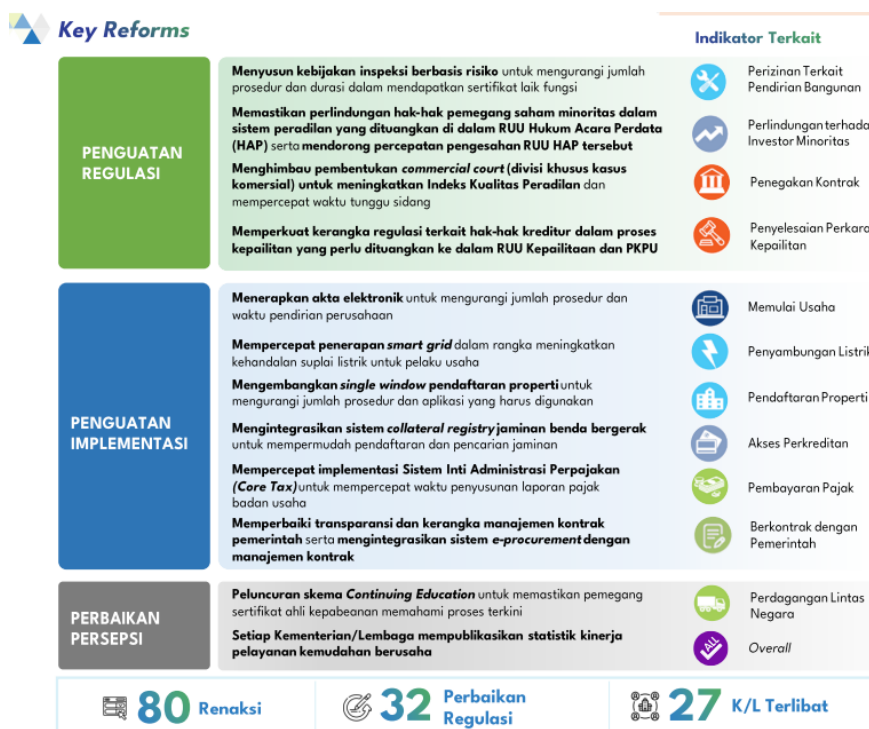 Key Reforms
Indikator Terkait
PENGUATAN
REGULASI
Menyusun kebijakan inspeksi berbasis risiko untuk mengurangi jumlah
prosedur dan durasi dalam mendapatkan sertifikat laik fungsi
Perizinan Terkait
Pendirian Bangunan
Memastikan perlindungan hak-hak pemegang saham minoritas dalam
sistem peradilan yang dituangkan di dalam RUU Hukum Acara Perdata
(HAP) serta mendorong percepatan pengesahan RUU HAP tersebut
Perlindungan terhada
Investor Minoritas
Menghimbau pembentukan commercial court (divisi khusus kasus
komersial) untuk meningkatkan Indeks Kualitas Peradilan dan
mempercepat waktu tunggu sidang
Penegakan Kontrak
Memperkuat kerangka regulasi terkait hak-hak kreditur dalam proses
kepailitan yang perlu dituangkan ke dalam RUU Kepailitaan dan PKPU
Penyelesaian Perkara
Kepailitan
PENGUATAN
IMPLEMENTASI
Menerapkan akta elektronik untuk mengurangi jumlah prosedur dan
waktu pendirian perusahaan
Memulai Usaha
Mempercepat penerapan smart grid dalam rangka meningkatkan
kehandalan suplai listrik untuk pelaku usaha
Penyambungan Listrik
Mengembangkan single window pendaftaran properti untuk
mengurangi jumlah prosedur dan aplikasi yang harus digunakan
Pendaftaran Properti
Mengintegrasikan sistem collateral registry jaminan benda bergerak
untuk mempermudah pendaftaran dan pencarian jaminan
Akses Perkreditan
Mempercepat implementasi Sistem Inti Administrasi Perpajakan
(Core Tax) untuk mempercepat waktu penyusunan laporan pajak
badan usaha
Pembayaran Pajak
Memperbaiki transparansi dan kerangka manajemen kontrak
pemerintah serta mengintegrasikan sistem e-procurement dengan
manajemen kontrak
Berkontrak dengan
Pemerintah
PERBAIKAN
PERSEPSI
Peluncuran skema Continuing Education untuk memastikan pemegang
sertifikat ahli kepabeanan memahami proses terkini
Perdagangan Lintas
Negara
Setiap Kementerian/Lembaga mempublikasikan statistik kinerja
pelayanan kemudahan berusaha
ALL
Overall
80 Renaksi
32 Perbaikan
Regulasi
27 K/L Terlibat